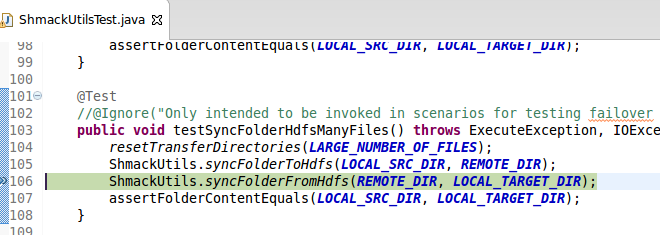 ShmackUtilsTest.java
98 assertFolderContentEquals(LOCAL_SRC_DIR, LOCAL_TARGET_DIR);
99 }
100
101 @Test
102 //@Ignore("Only intended to be invoked in scenarios for testing failover
103 public void testSyncFolderHdfsManyFiles() throws ExecuteException, IOExce
104 resetTransferDirectories(LARGE_NUMBER_OF_FILES);
105 ShmackUtils.syncFolderToHdfs(LOCAL_SRC_DIR, REMOTE_DIR);
106 ShmackUtils.syncFolderFromHdfs(REMOTE_DIR, LOCAL_TARGET_DIR);
107 assertFolderContentEquals(LOCAL_SRC_DIR, LOCAL_TARGET_DIR);
108 }
109